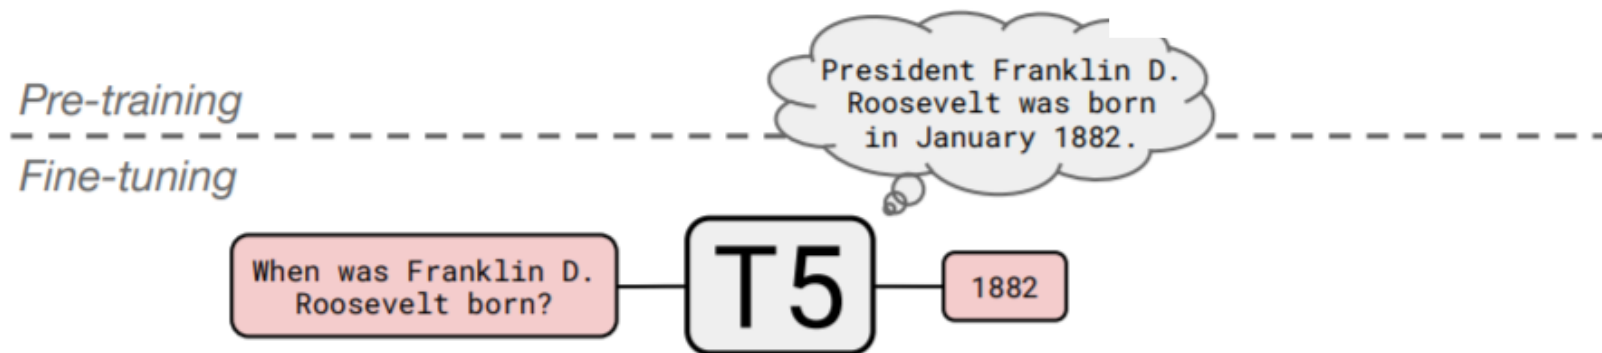 Pre-training
President Franklin D.
Roosevelt was born
in January 1882.
Fine-tuning
When was Franklin D.
Roosevelt born?
T5
1882